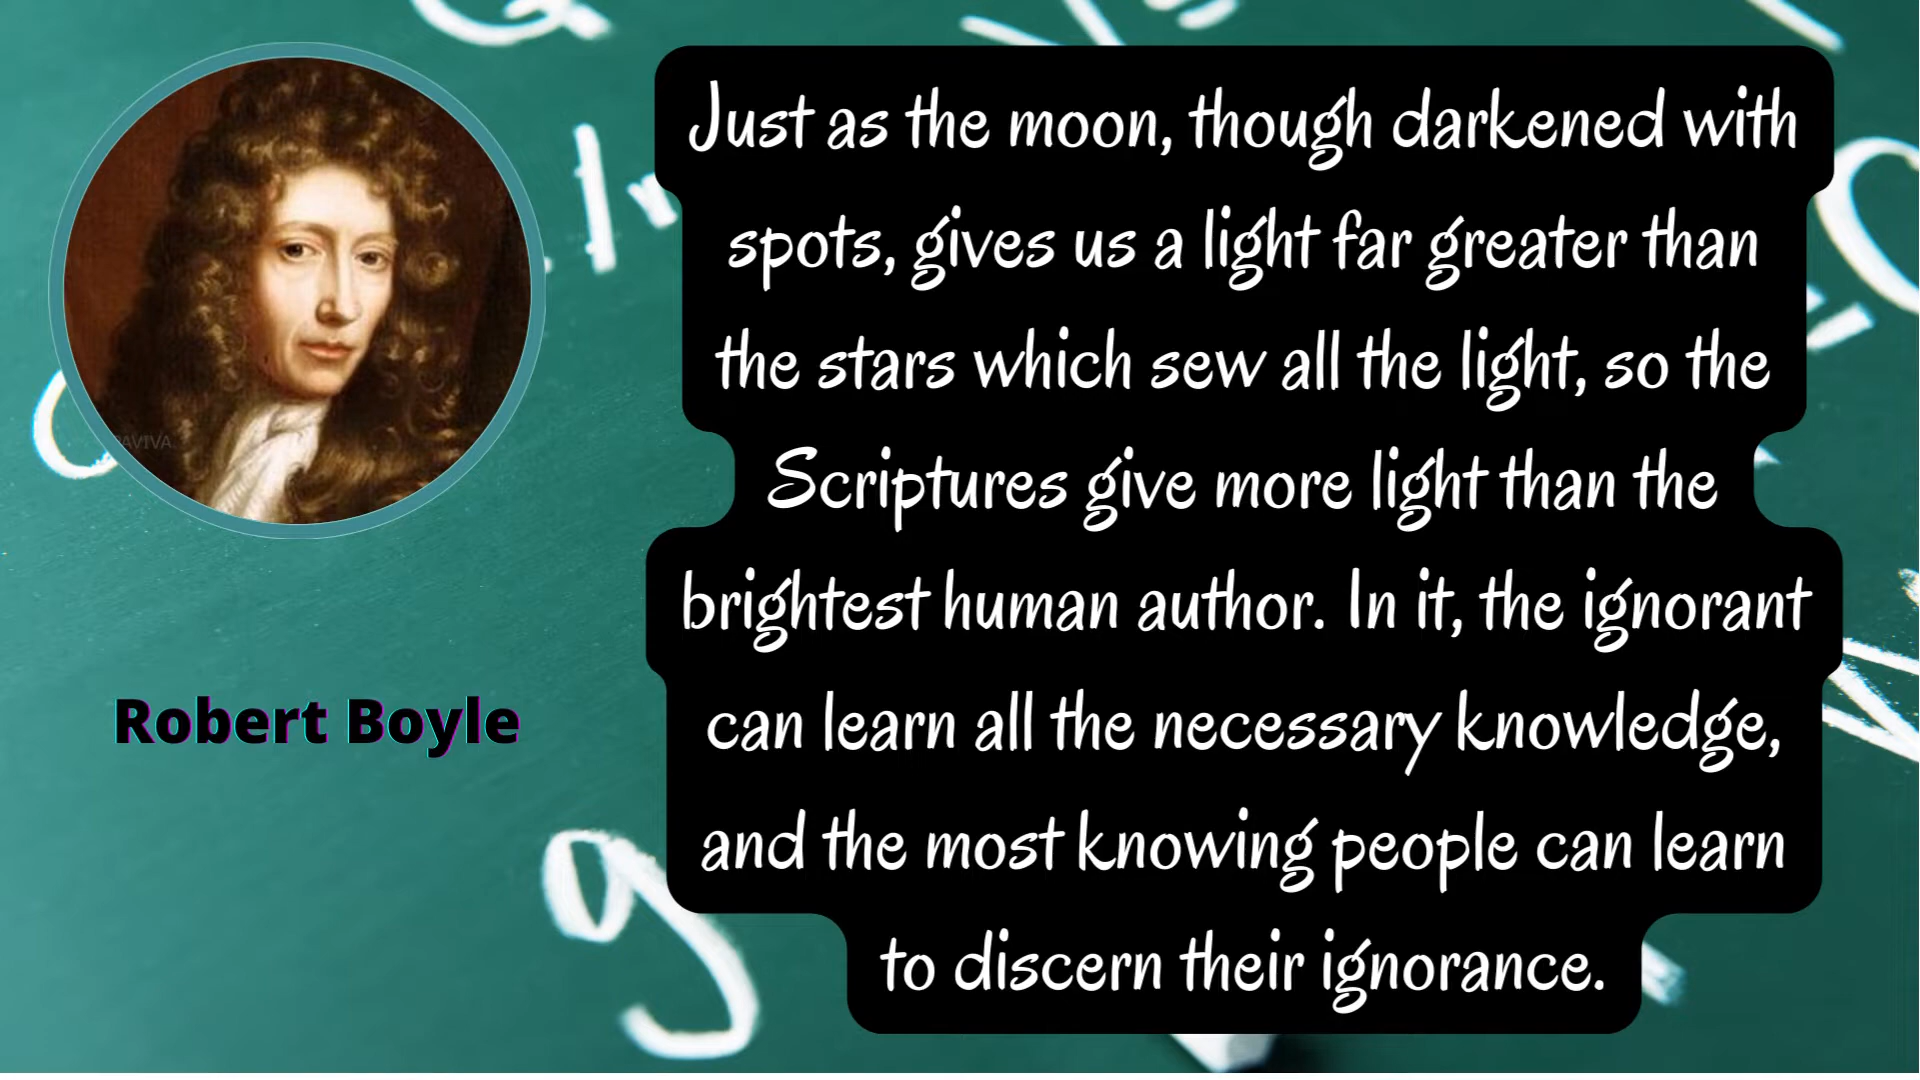 Just as the moon, though darkened with
spots, gives us a light far greater than
the stars which sew all the light, so the
Scriptures give more light than the
brightest human author. In it, the ignorant
can learn all the necessary knowledge,
and the most knowing people can learn
to discern their ignorance.
Robert Boyle